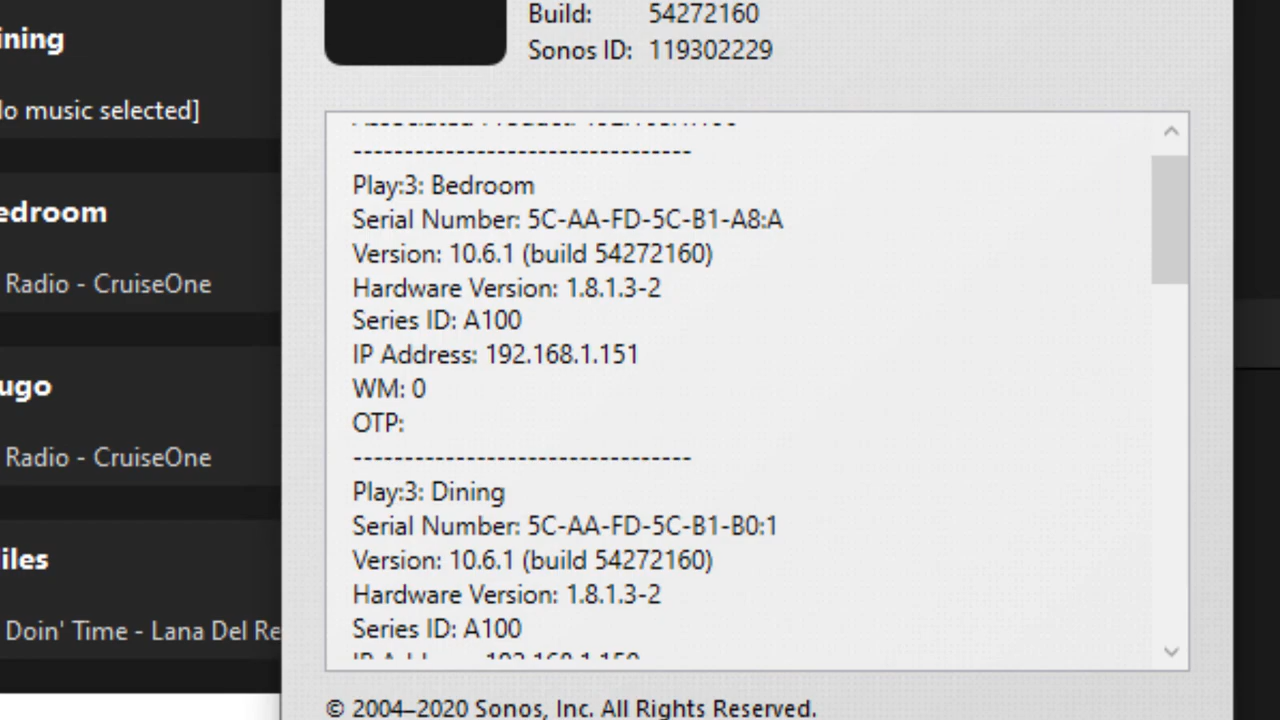 Build: 54272160
Sonos ID: 119302229
ining
lo music selected]
edroom
Radio - CruiseOne
ugo
Radio - CruiseOne
iles
Doin' Time - Lana Del Re
---------------------------------
Play:3: Bedroom
Serial Number: 5C-AA-FD-5C-B1-A8:A
Version: 10.6.1 (build 54272160)
Hardware Version: 1.8.1.3-2
Series ID: A100
IP Address: 192.168.1.151
WM: 0
OTP:
---------------------------------
Play:3: Dining
Serial Number: 5C-AA-FD-5C-B1-B0:1
Version: 10.6.1 (build 54272160)
Hardware Version: 1.8.1.3-2
Series ID: A100
© 2004–2020 Sonos, Inc. All Rights Reserved.